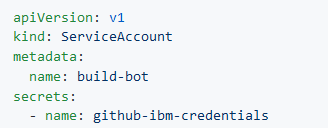 apiVersion: v1
kind: ServiceAccount
metadata:
  name: build-bot
secrets:
  - name: github-ibm-credentials